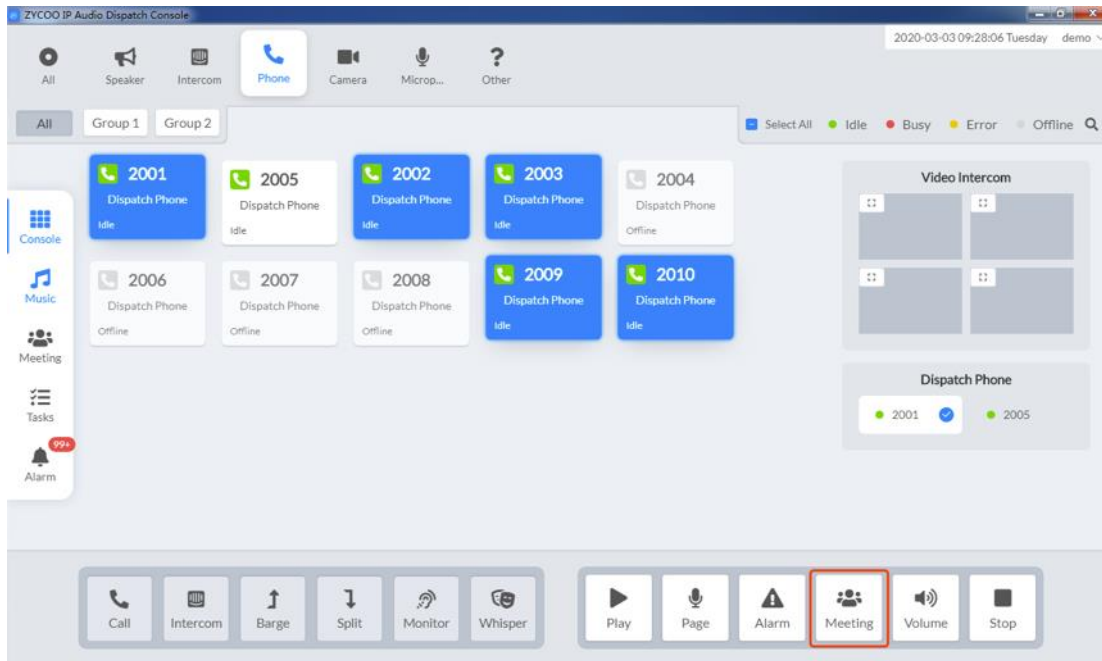 ZYCOO IP Audio Dispatch Console
2020-03-03 09:28:06 Tuesday demo
All Speaker Intercom Phone Camera Microp... Other
All Group 1 Group 2 Select All Idle Busy Error Offline
2001 2005 2002 2003 2004
Dispatch Phone Dispatch Phone Dispatch Phone Dispatch Phone Dispatch Phone
Idle Idle Idle Idle Offline
2006 2007 2008 2009 2010
Dispatch Phone Dispatch Phone Dispatch Phone Dispatch Phone Dispatch Phone
Offline Offline Offline Idle Idle
Console
Music
Meeting
Tasks
99+
Alarm
Video Intercom
Dispatch Phone
2001 2005
Call Intercom Barge Split Monitor Whisper Play Page Alarm Meeting Volume Stop